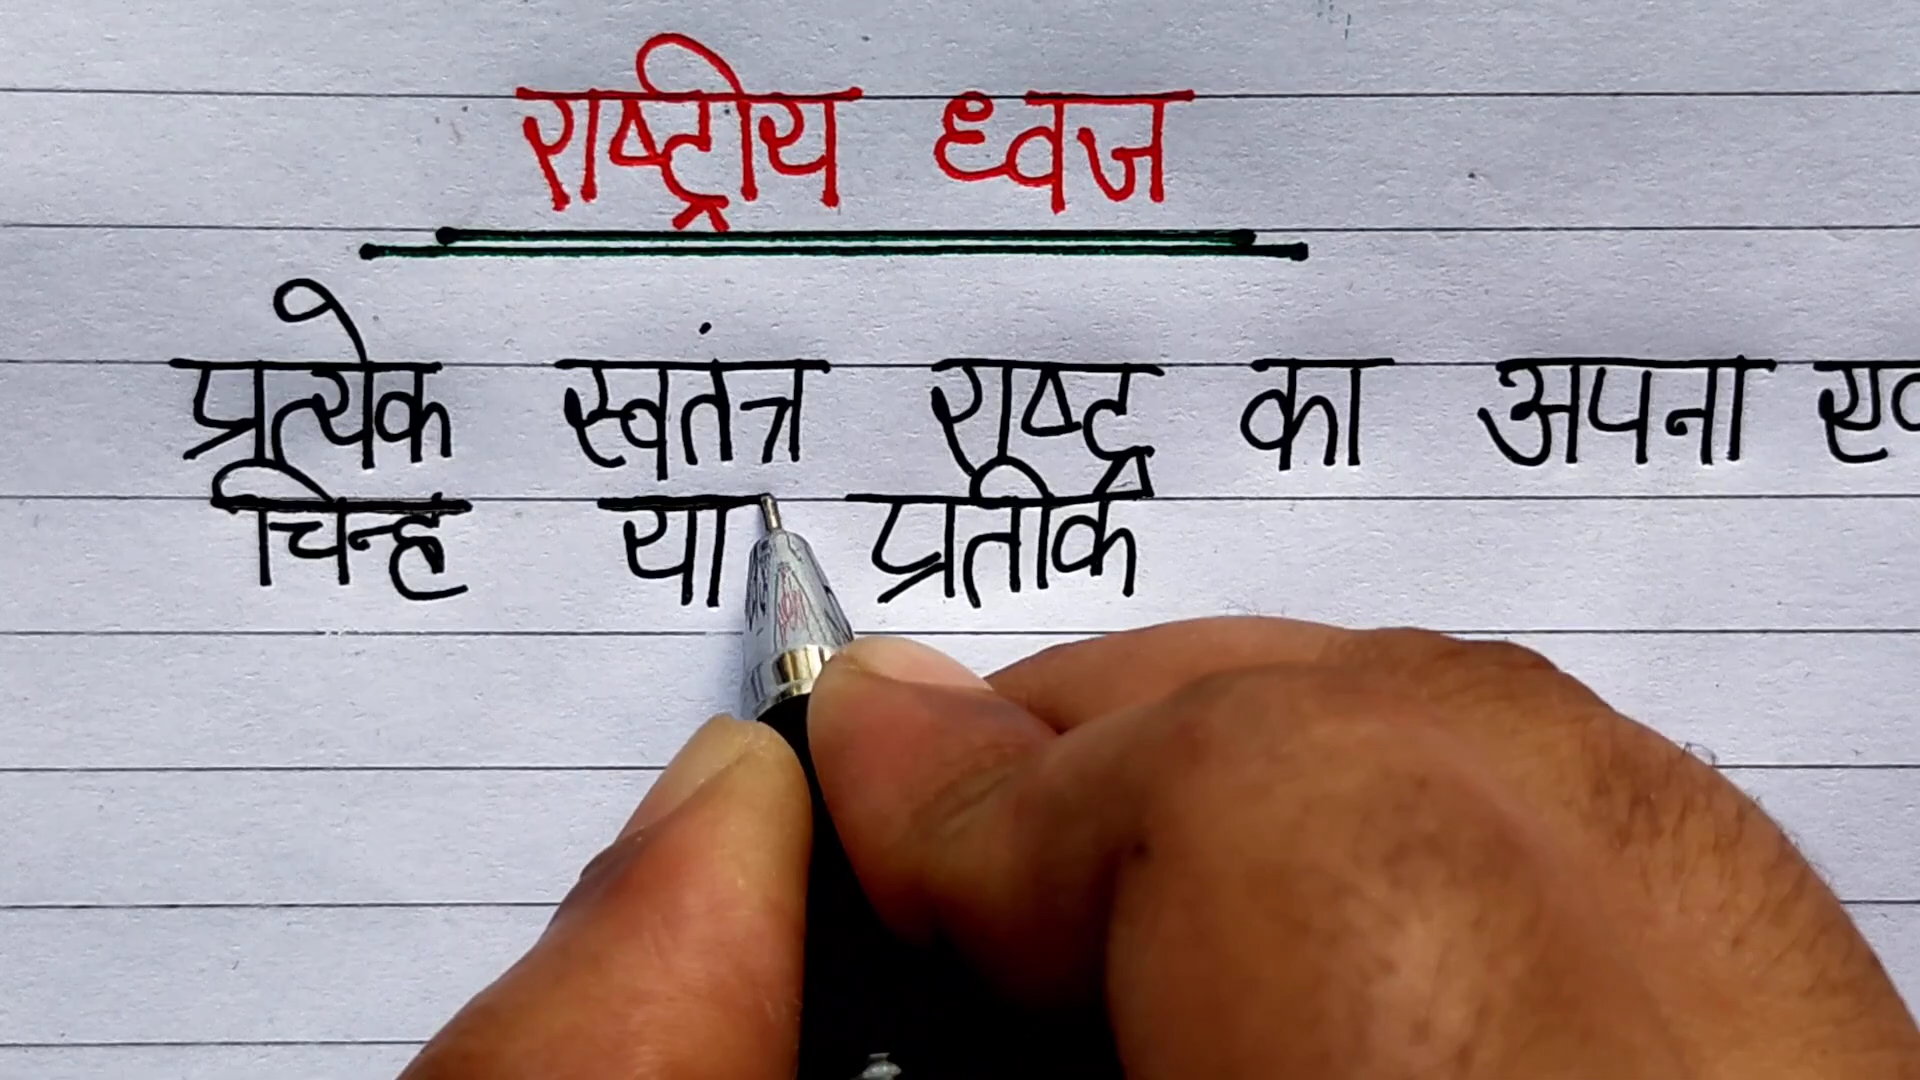 राष्ट्रीय ध्वज
प्रत्येक स्वतंत्र राष्ट्र का अपना
चिन्ह या प्रतीक